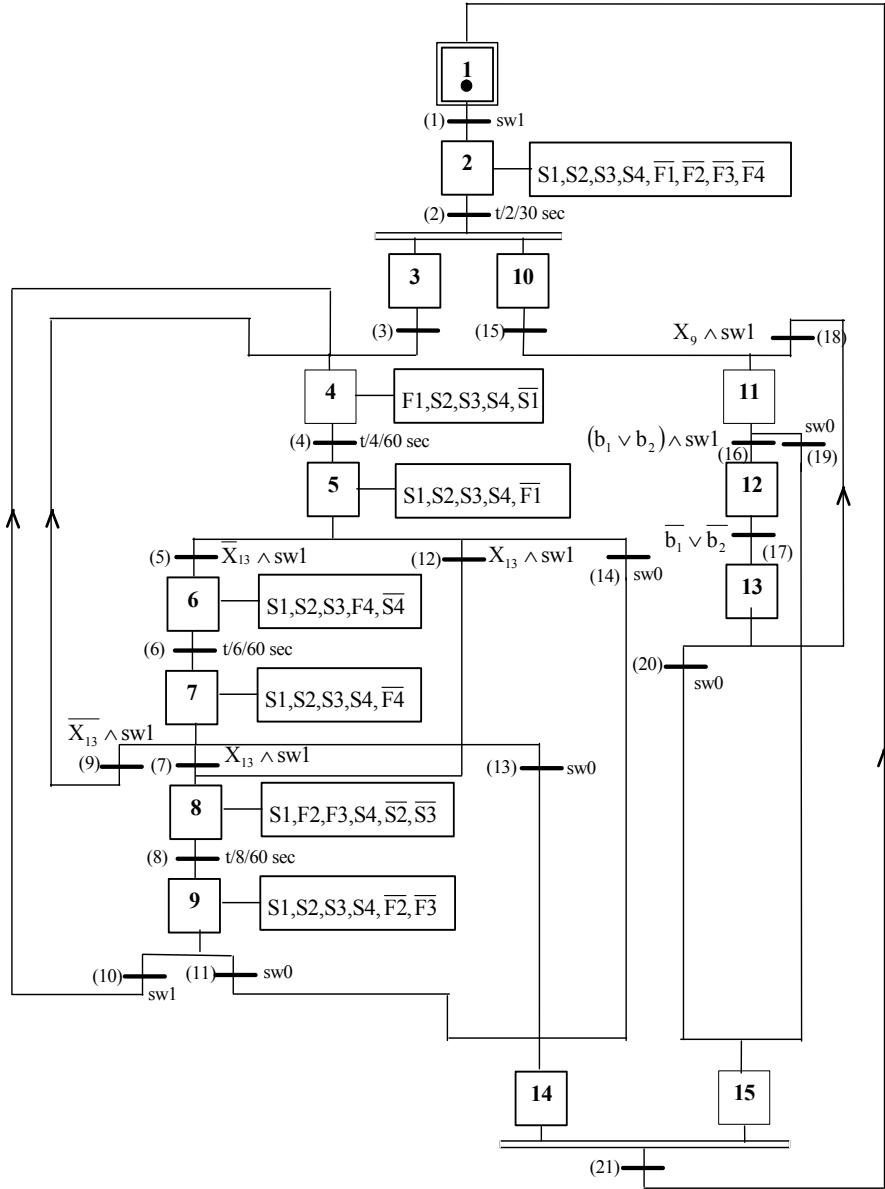 1
(1) sw1
2
S1,S2,S3,S4,F̅1̅,F̅2̅,F̅3̅,F̅4̅
(2) t/2/30 sec
3
10
(3)
(15)
X₉ ∧ sw1
(18)
4
F1,S2,S3,S4,S̅1̅
11
(4) t/4/60 sec
(b₁ ∨ b₂) ∧ sw1
(16)
sw0
(19)
5
S1,S2,S3,S4,F̅1̅
12
b̅₁̅ ∨ b̅₂̅
(17)
(5) X̅₁₃ ∧ sw1
(12) X₁₃ ∧ sw1
(14) sw0
13
6
S1,S2,S3,F4,S̅4̅
(6) t/6/60 sec
(20)
sw0
7
S1,S2,S3,S4,F̅4̅
X̅₁̅₃̅ ∧ sw1
(9)
(7) X₁₃ ∧ sw1
(13) sw0
8
S1,F2,F3,S4,S̅2̅,S̅3̅
(8) t/8/60 sec
9
S1,S2,S3,S4,F̅2̅,F̅3̅
(10) sw1
(11) sw0
14
15
(21)